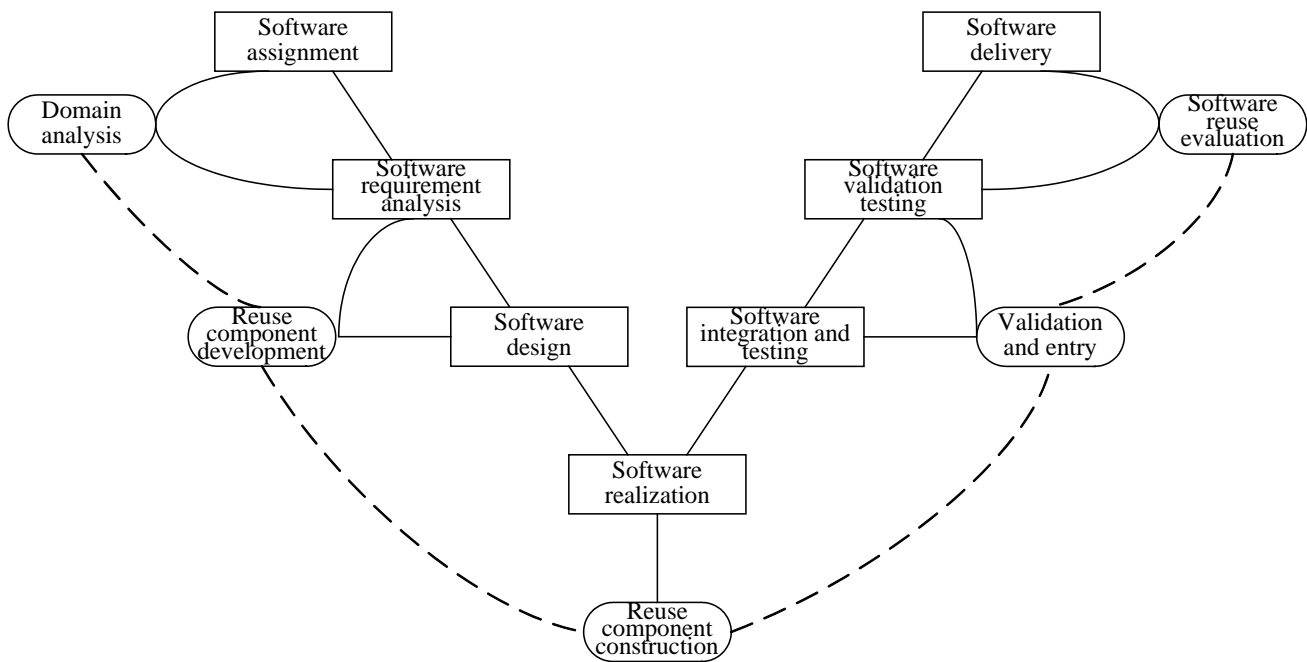 Software
assignment
Software
delivery
Domain
analysis
Software
reuse
evaluation
Software
requirement
analysis
Software
validation
testing
Reuse
component
development
Software
design
Software
integration and
testing
Validation
and entry
Software
realization
Reuse
component
construction